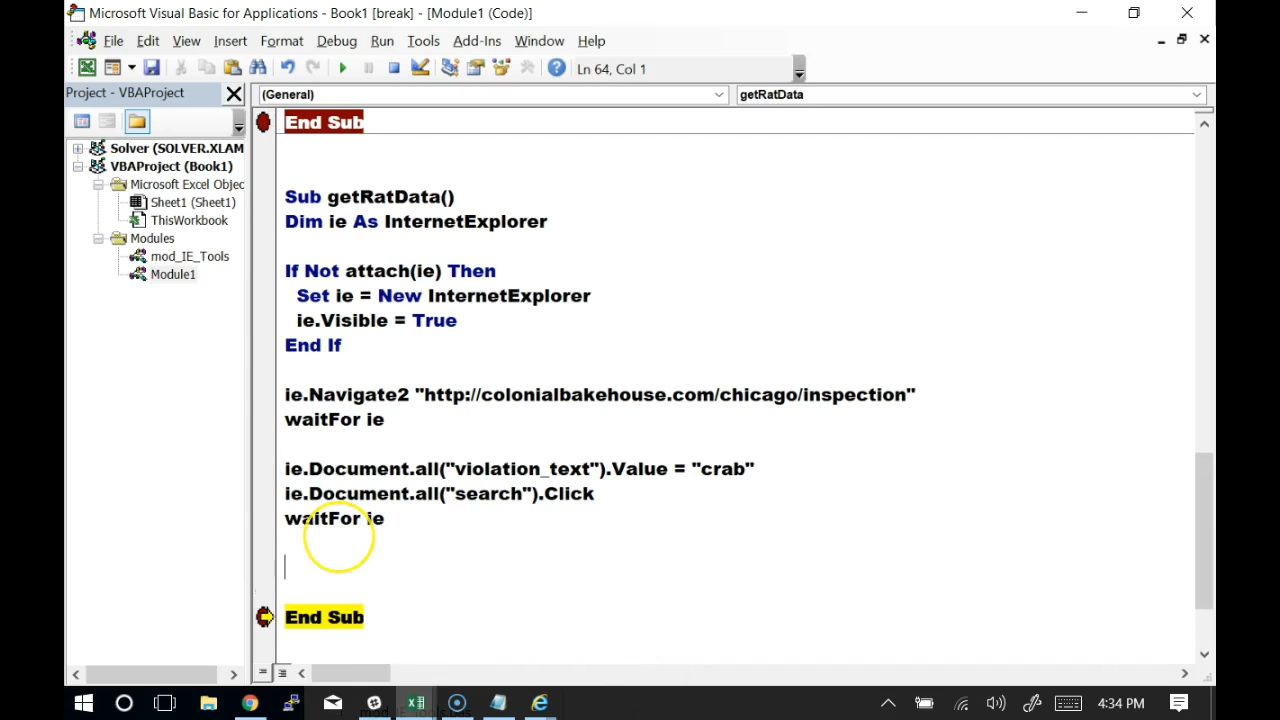 Microsoft Visual Basic for Applications - Book1 [break] - [Module1 (Code)]
File Edit View Insert Format Debug Run Tools Add-Ins Window Help
Ln 64, Col 1
Project - VBAProject
(General)
getRatData
Solver (SOLVER.XLAM
VBAProject (Book1)
Microsoft Excel Objec
Sheet1 (Sheet1)
ThisWorkbook
Modules
mod_IE_Tools
Module1
End Sub
Sub getRatData()
Dim ie As InternetExplorer
If Not attach(ie) Then
Set ie = New InternetExplorer
ie.Visible = True
End If
ie.Navigate2 "http://colonialbakehouse.com/chicago/inspection"
waitFor ie
ie.Document.all("violation_text").Value = "crab"
ie.Document.all("search").Click
waitFor ie
End Sub
4:34 PM